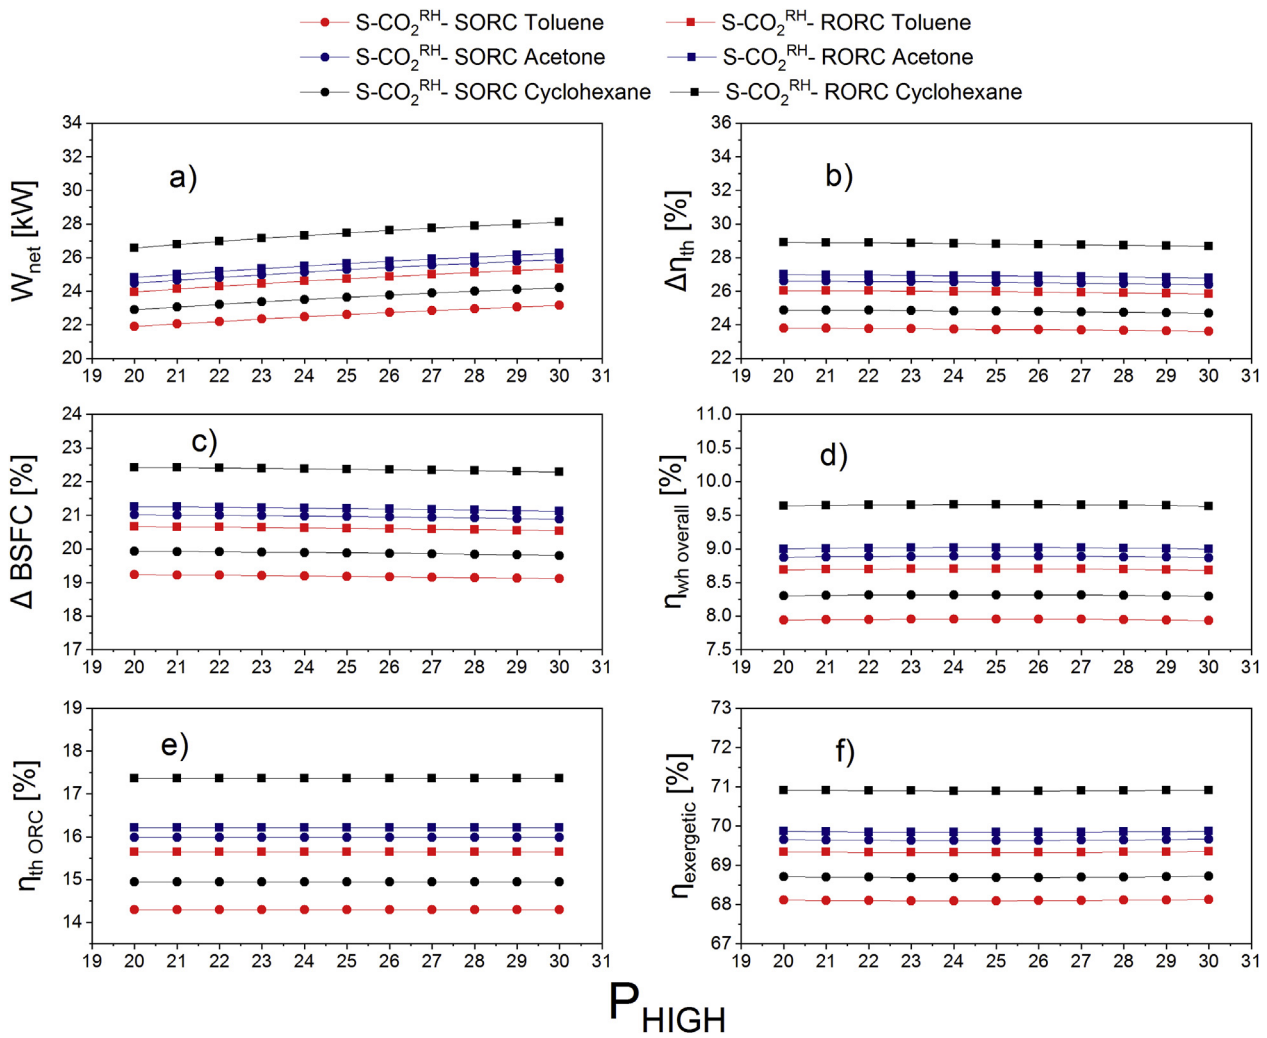 S-CO₂ᴿᴴ- SORC Toluene S-CO₂ᴿᴴ- RORC Toluene
S-CO₂ᴿᴴ- SORC Acetone S-CO₂ᴿᴴ- RORC Acetone
S-CO₂ᴿᴴ- SORC Cyclohexane S-CO₂ᴿᴴ- RORC Cyclohexane
W_net [kW]
34
32
30
28
26
24
22
20
a)
19 20 21 22 23 24 25 26 27 28 29 30 31
Δη_th [%]
36
34
32
30
28
26
24
22
b)
19 20 21 22 23 24 25 26 27 28 29 30 31
Δ BSFC [%]
24
23
22
21
20
19
18
17
c)
19 20 21 22 23 24 25 26 27 28 29 30 31
η_wh overall [%]
11.0
10.5
10.0
9.5
9.0
8.5
8.0
7.5
d)
19 20 21 22 23 24 25 26 27 28 29 30 31
η_th ORC [%]
19
18
17
16
15
14
e)
19 20 21 22 23 24 25 26 27 28 29 30 31
η_exergetic [%]
73
72
71
70
69
68
67
f)
19 20 21 22 23 24 25 26 27 28 29 30 31
P_HIGH